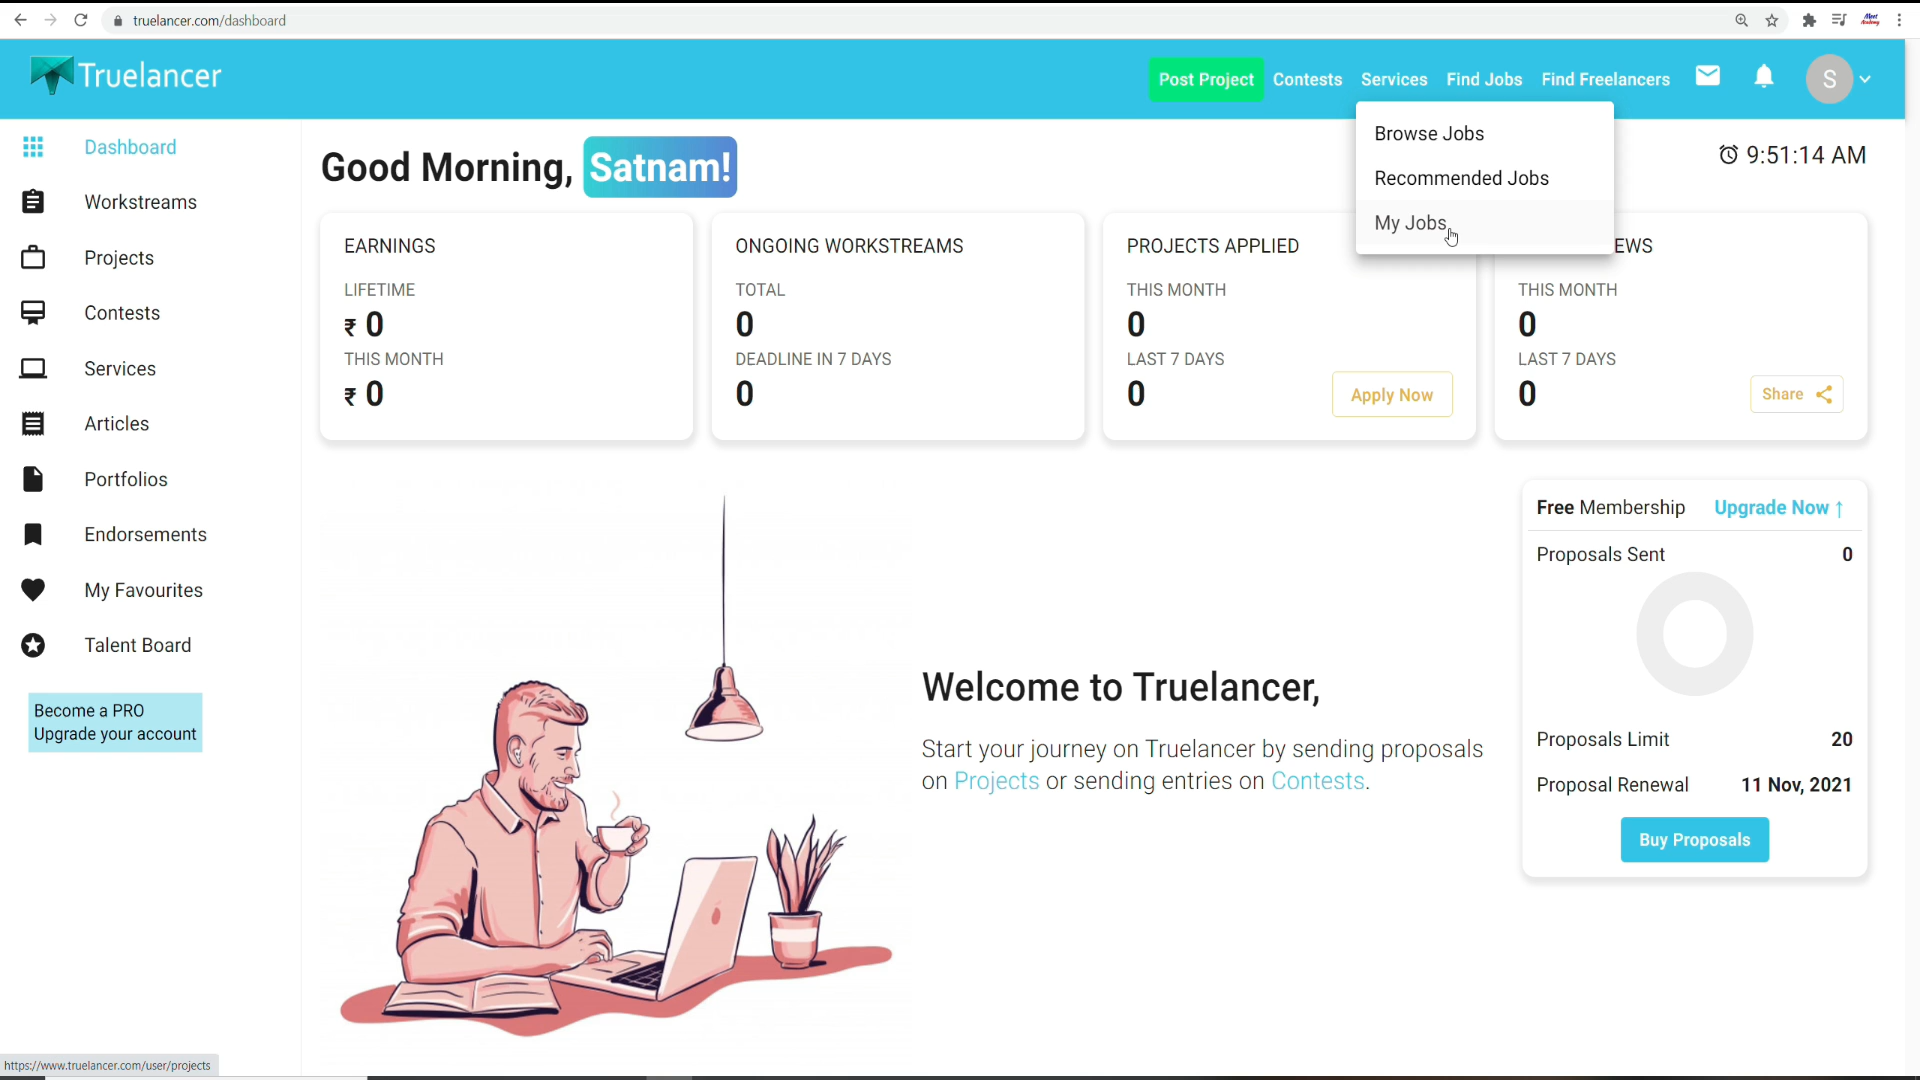 truelancer.com/dashboard
Truelancer
Post Project
Contests
Services
Find Jobs
Find Freelancers
S
Browse Jobs
Recommended Jobs
My Jobs
Dashboard
Workstreams
Projects
Contests
Services
Articles
Portfolios
Endorsements
My Favourites
Talent Board
Become a PRO
Upgrade your account
Good Morning, Satnam!
9:51:14 AM
EARNINGS
LIFETIME
₹ 0
THIS MONTH
₹ 0
ONGOING WORKSTREAMS
TOTAL
0
DEADLINE IN 7 DAYS
0
PROJECTS APPLIED
THIS MONTH
0
LAST 7 DAYS
0
Apply Now
EWS
THIS MONTH
0
LAST 7 DAYS
0
Share
Welcome to Truelancer,
Start your journey on Truelancer by sending proposals
on Projects or sending entries on Contests.
Free Membership
Upgrade Now ↑
Proposals Sent 0
Proposals Limit 20
Proposal Renewal 11 Nov, 2021
Buy Proposals
https://www.truelancer.com/user/projects